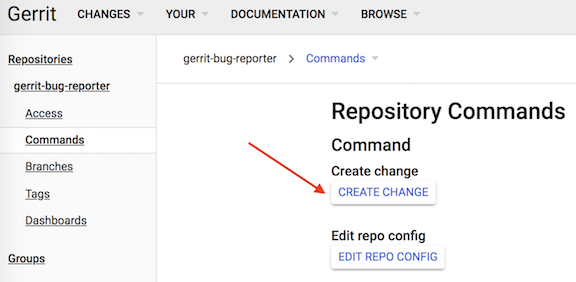 Gerrit CHANGES YOUR DOCUMENTATION BROWSE
Repositories
gerrit-bug-reporter
Access
Commands
Branches
Tags
Dashboards
Groups
gerrit-bug-reporter > Commands
Repository Commands
Command
Create change
CREATE CHANGE
Edit repo config
EDIT REPO CONFIG